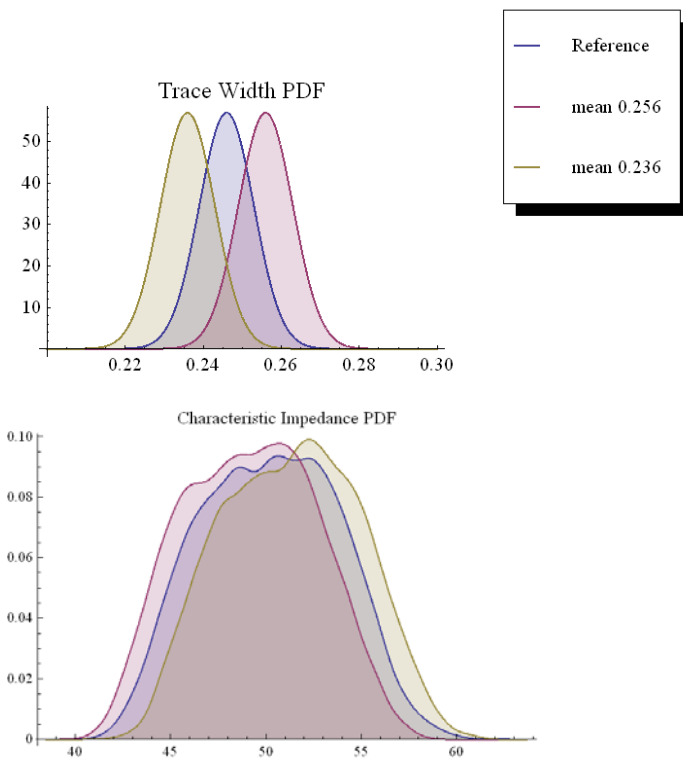 Reference
mean 0.256
mean 0.236
Trace Width PDF
50
40
30
20
10
0.22 0.24 0.26 0.28 0.30
Characteristic Impedance PDF
0.10
0.08
0.06
0.04
0.02
0
40 45 50 55 60